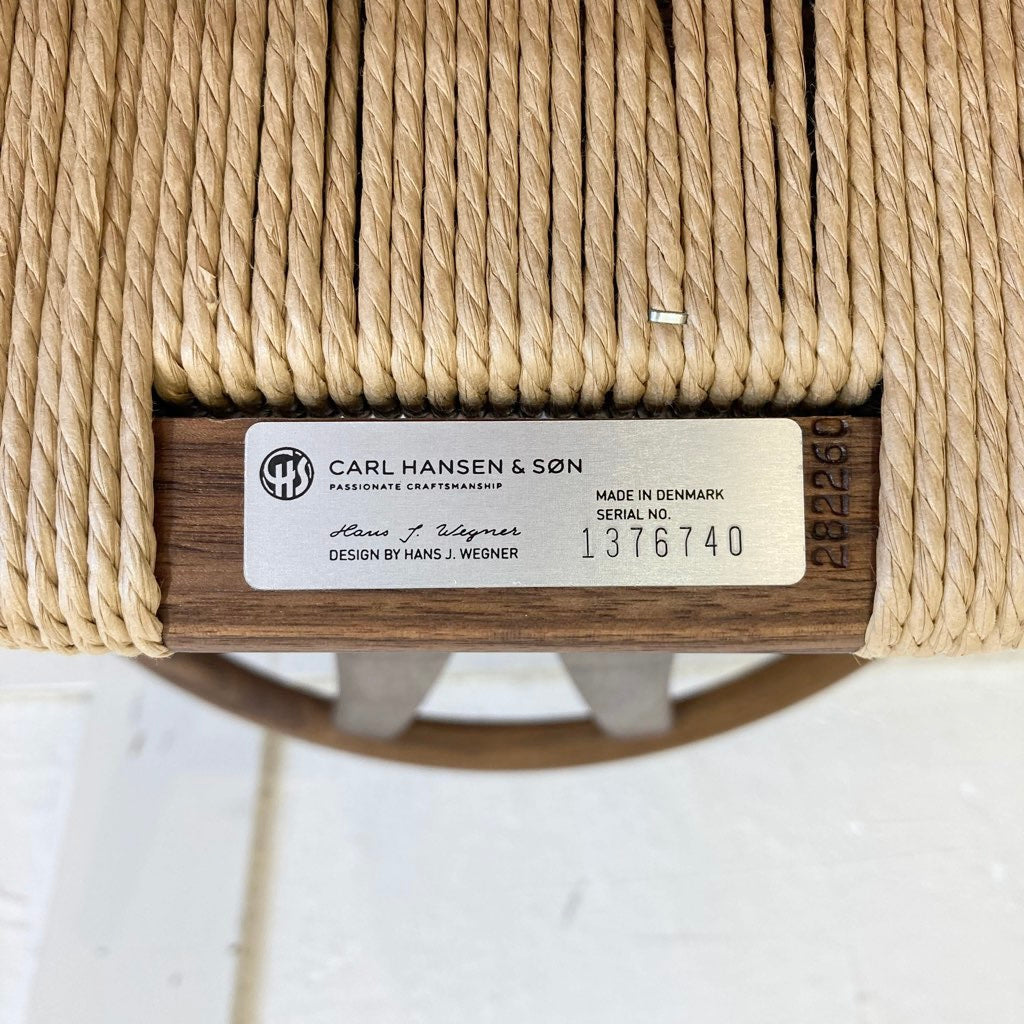 CHS
CARL HANSEN & SØN
PASSIONATE CRAFTSMANSHIP
Hans J. Wegner
DESIGN BY HANS J. WEGNER
MADE IN DENMARK
SERIAL NO.
1376740
282260